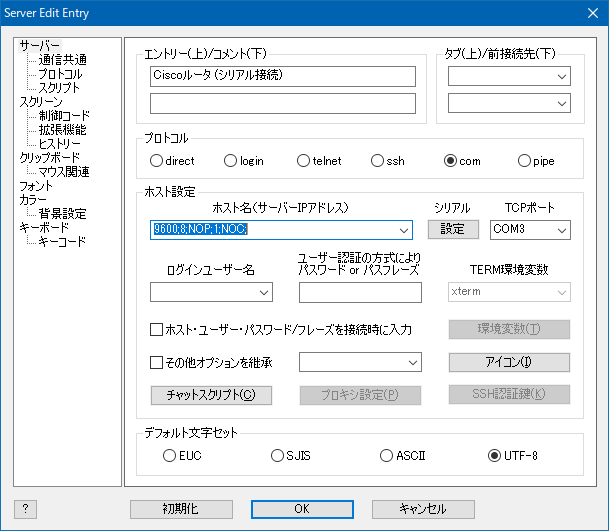 Server Edit Entry
サーバー
通信共通
プロトコル
スクリプト
スクリーン
制御コード
拡張機能
ヒストリー
クリップボード
マウス関連
フォント
カラー
背景設定
キーボード
キーコード
エントリー(上)/コメント(下)
Ciscoルータ (シリアル接続)
タブ(上)/前接続先(下)
プロトコル
direct
login
telnet
ssh
com
pipe
ホスト設定
ホスト名(サーバーIPアドレス)
シリアル
TCPポート
9600;8;NOP;1;NOC;
設定
COM3
ログインユーザー名
ユーザー認証の方式により
パスワード or パスフレーズ
TERM環境変数
xterm
ホスト・ユーザー・パスワード/フレーズを接続時に入力
環境変数(T)
その他オプションを継承
アイコン(I)
チャットスクリプト(C)
プロキシ設定(P)
SSH認証鍵(K)
デフォルト文字セット
EUC
SJIS
ASCII
UTF-8
?
初期化
OK
キャンセル